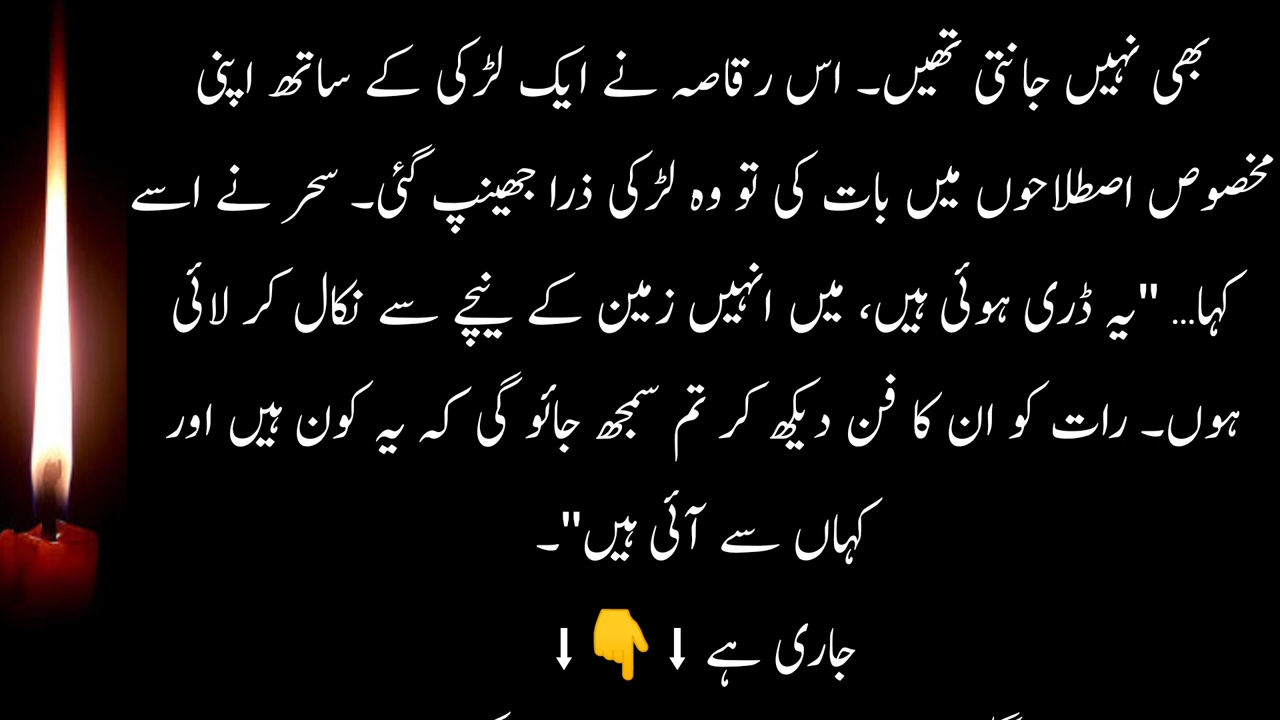 بھی نہیں جانتی تھیں۔ اس رقاصہ نے ایک لڑکی کے ساتھ اپنی
مخصوص اصطلاحوں میں بات کی تو وہ لڑکی ذرا جھینپ گئی۔ سحر نے اسے
کہا... "یہ ڈری ہوئی ہیں، میں انہیں زمین کے نیچے سے نکال کر لائی
ہوں۔ رات کو ان کا فن دیکھ کر تم سمجھ جائو گی کہ یہ کون ہیں اور
کہاں سے آئی ہیں"۔
جاری ہے ⬇👇⬇